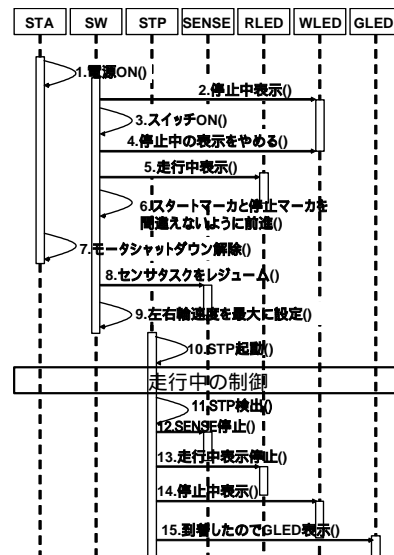 STA SW STP SENSE RLED WLED GLED
1.電源ON()
2.停止中表示()
3.スイッチON()
4.停止中の表示をやめる()
5.走行中表示()
6.スタートマーカと停止マーカを
間違えないように前進()
7.モータシャットダウン解除()
8.センサタスクをレジューム()
9.左右輪速度を最大に設定()
10.STP起動()
走行中の制御
11.STP検出()
12.SENSE停止()
13.走行中表示停止()
14.停止中表示()
15.到着したのでGLED表示()